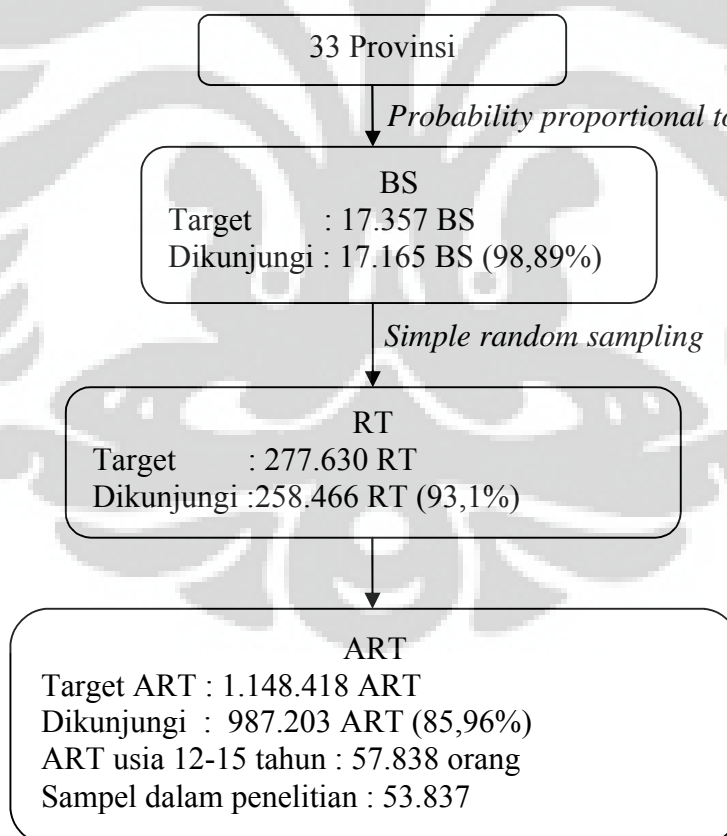 33 Provinsi
Probability proportional to
BS
Target : 17.357 BS
Dikunjungi : 17.165 BS (98,89%)
Simple random sampling
RT
Target : 277.630 RT
Dikunjungi :258.466 RT (93,1%)
ART
Target ART : 1.148.418 ART
Dikunjungi : 987.203 ART (85,96%)
ART usia 12-15 tahun : 57.838 orang
Sampel dalam penelitian : 53.837